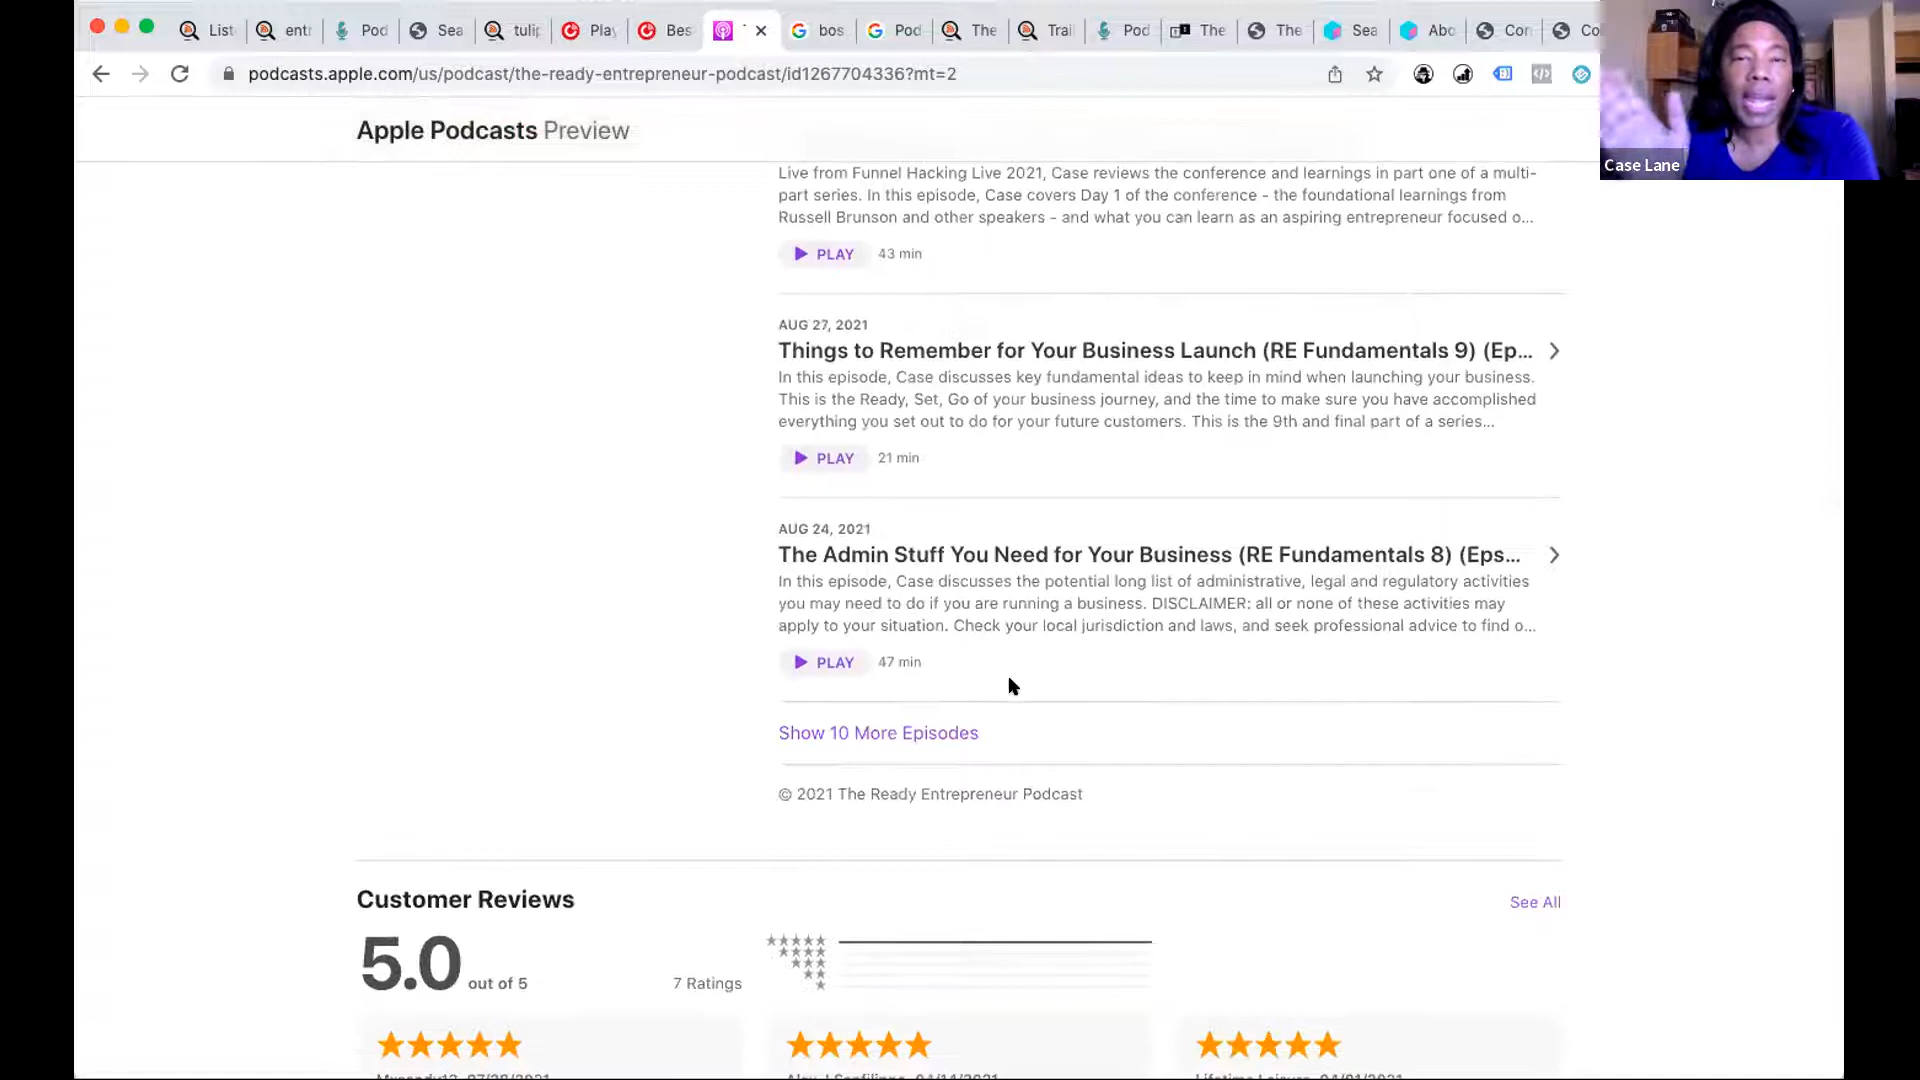 List
entr
Pod
Sea
tulip
Play
Bes
bos
Pod
The
Trail
Pod
The
The
Sea
Abo
Con
Co
podcasts.apple.com/us/podcast/the-ready-entrepreneur-podcast/id1267704336?mt=2
Case Lane
Apple Podcasts Preview
Live from Funnel Hacking Live 2021, Case reviews the conference and learnings in part one of a multi-
part series. In this episode, Case covers Day 1 of the conference - the foundational learnings from
Russell Brunson and other speakers - and what you can learn as an aspiring entrepreneur focused o...
PLAY 43 min
AUG 27, 2021
Things to Remember for Your Business Launch (RE Fundamentals 9) (Ep...
In this episode, Case discusses key fundamental ideas to keep in mind when launching your business.
This is the Ready, Set, Go of your business journey, and the time to make sure you have accomplished
everything you set out to do for your future customers. This is the 9th and final part of a series...
PLAY 21 min
AUG 24, 2021
The Admin Stuff You Need for Your Business (RE Fundamentals 8) (Eps...
In this episode, Case discusses the potential long list of administrative, legal and regulatory activities
you may need to do if you are running a business. DISCLAIMER: all or none of these activities may
apply to your situation. Check your local jurisdiction and laws, and seek professional advice to find o...
PLAY 47 min
Show 10 More Episodes
© 2021 The Ready Entrepreneur Podcast
Customer Reviews
See All
5.0 out of 5
7 Ratings